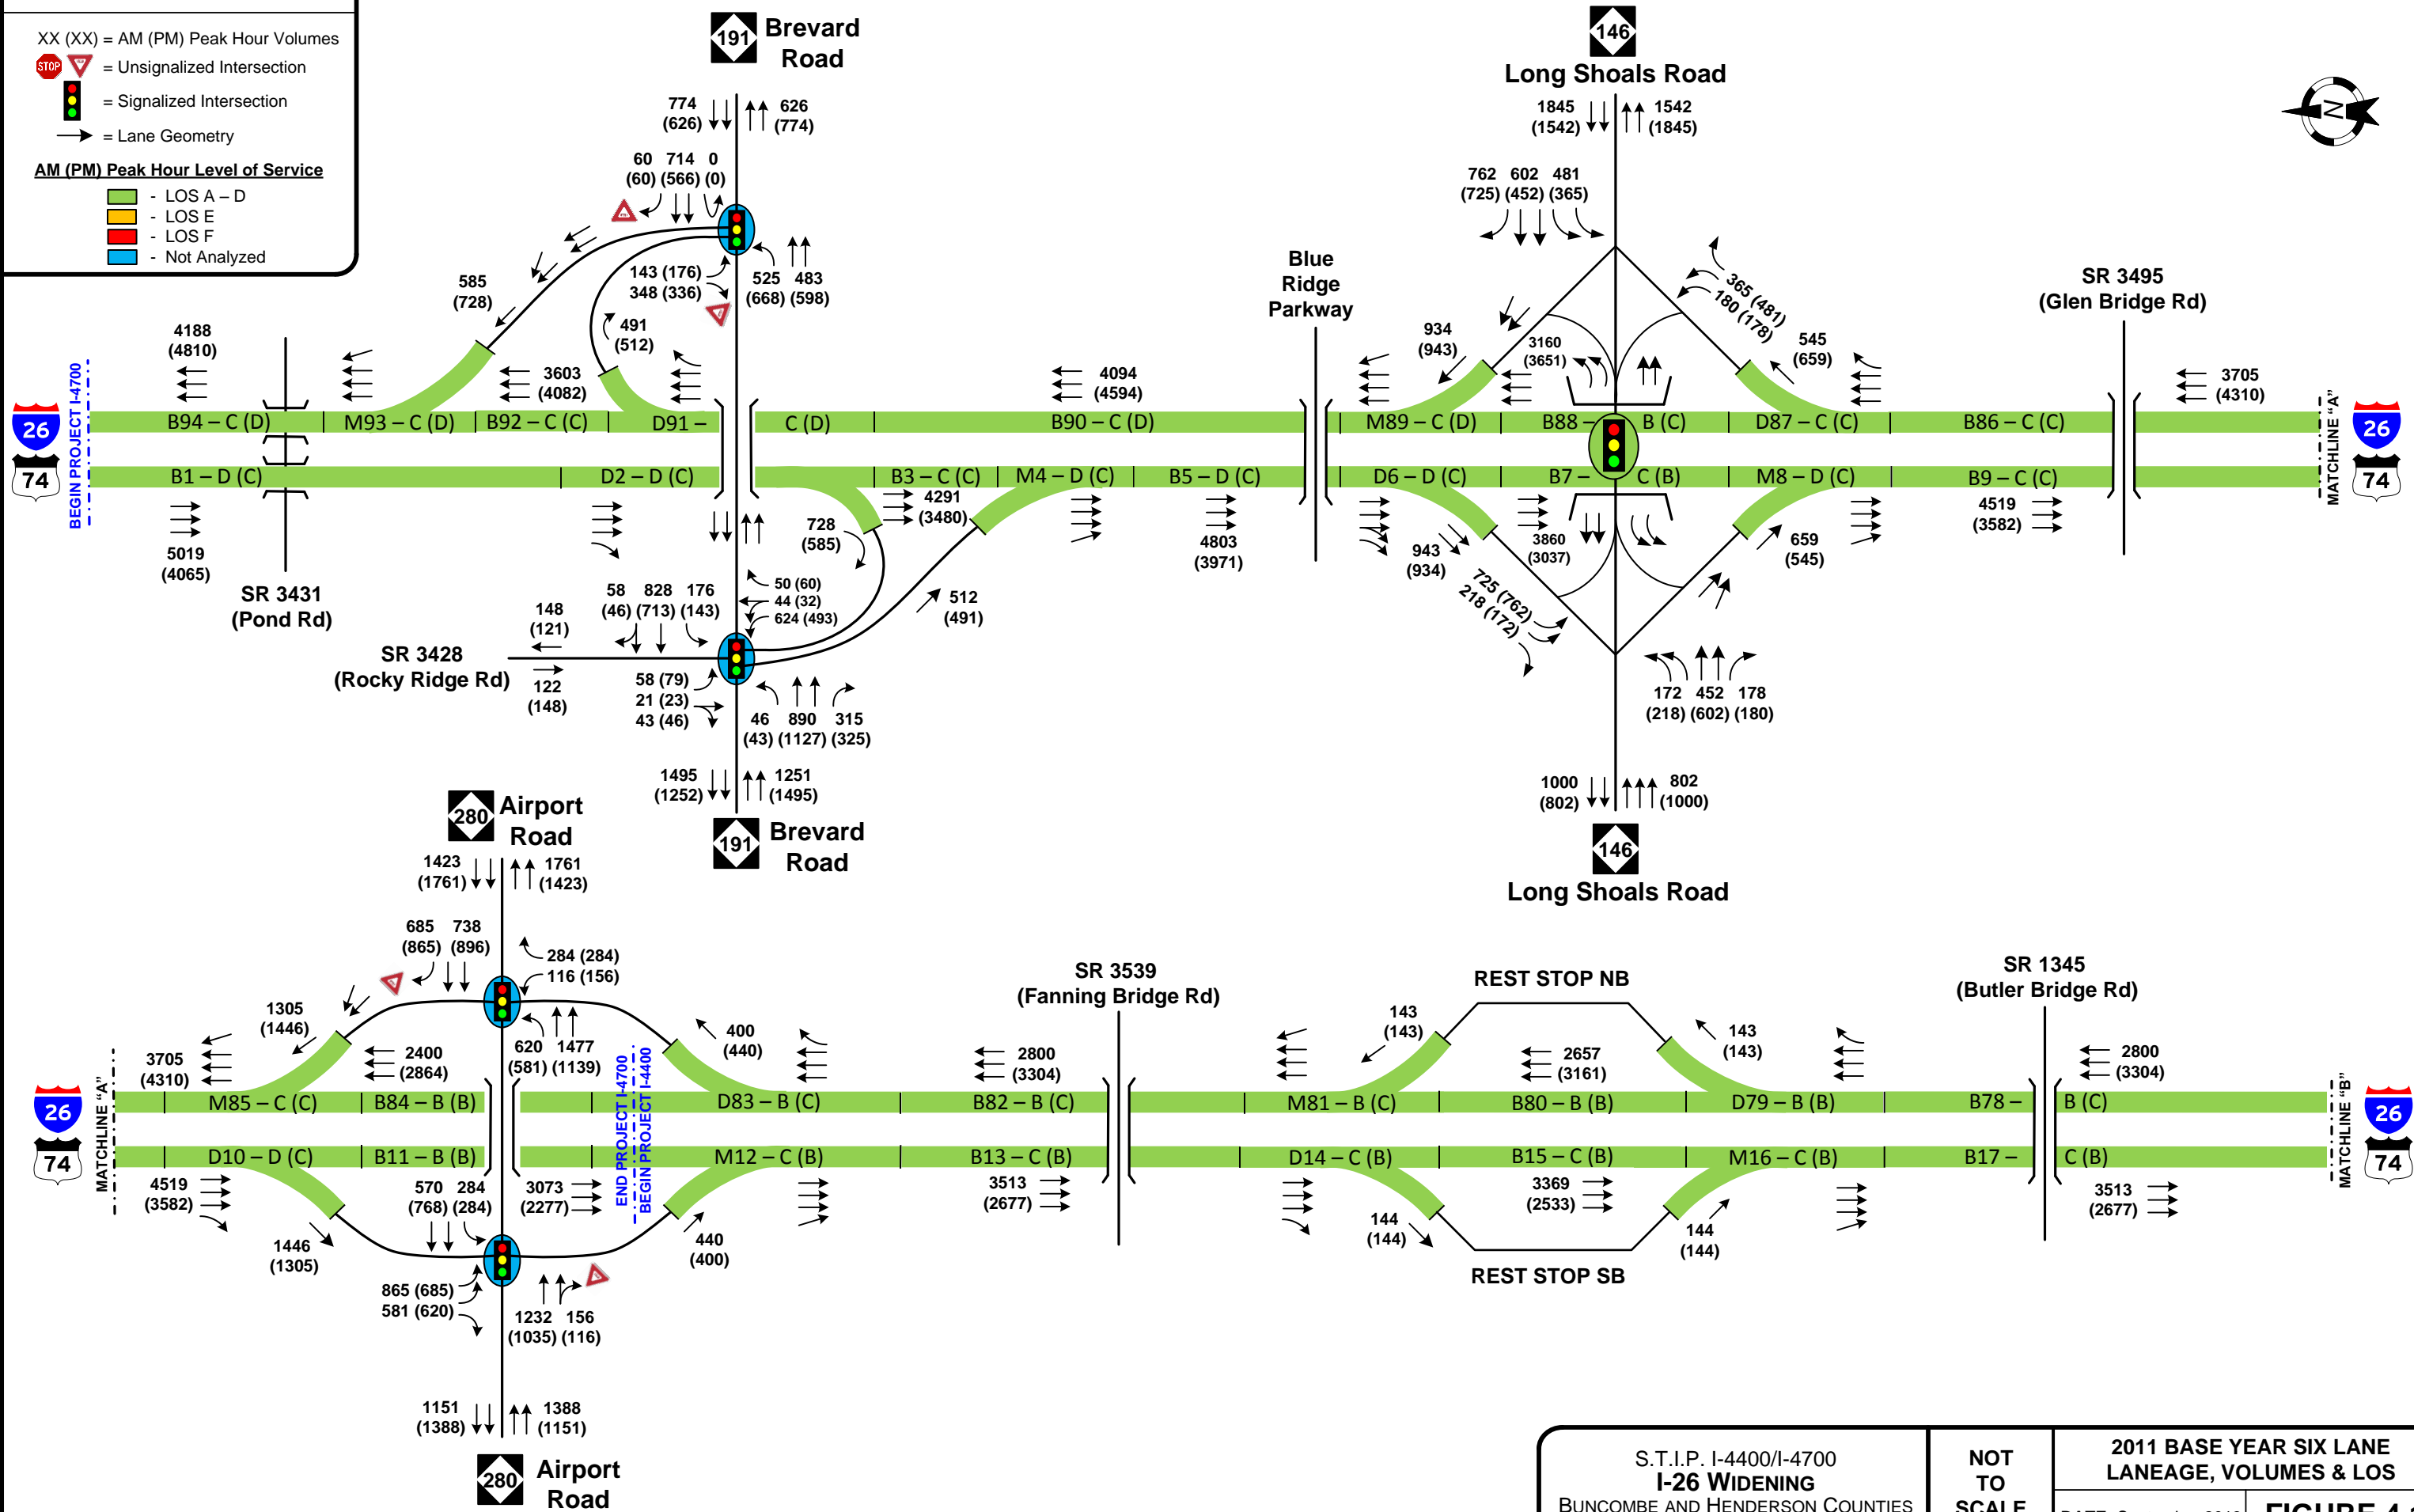 XX (XX) = AM (PM) Peak Hour Volumes
STOP = Unsignalized Intersection
= Signalized Intersection
= Lane Geometry
AM (PM) Peak Hour Level of Service
- LOS A – D
- LOS E
- LOS F
- Not Analyzed
191 Brevard
Road
774
(626)
626
(774)
60 714 0
(60) (566) (0)
143 (176)
348 (336)
525 483
(668) (598)
585
(728)
491
(512)
146
Long Shoals Road
1845
(1542)
1542
(1845)
762 602 481
(725) (452) (365)
N
365 (481)
180 (178)
545
(659)
934
(943)
3160
(3651)
Blue
Ridge
Parkway
SR 3495
(Glen Bridge Rd)
4188
(4810)
3603
(4082)
4094
(4594)
3705
(4310)
BEGIN PROJECT I-4700
26
74
B94 – C (D)
M93 – C (D)
B92 – C (C)
D91 – C (D)
B90 – C (D)
M89 – C (D)
B88 – B (C)
D87 – C (C)
B86 – C (C)
MATCHLINE "A"
26
74
B1 – D (C)
D2 – D (C)
B3 – C (C)
M4 – D (C)
B5 – D (C)
D6 – D (C)
B7 – C (B)
M8 – D (C)
B9 – C (C)
5019
(4065)
SR 3431
(Pond Rd)
4291
(3480)
728
(585)
4803
(3971)
943
(934)
3860
(3037)
659
(545)
4519
(3582)
725 (762)
218 (172)
50 (60)
44 (32)
624 (493)
58 828 176
(46) (713) (143)
512
(491)
148
(121)
SR 3428
(Rocky Ridge Rd)
122
(148)
58 (79)
21 (23)
43 (46)
46 890 315
(43) (1127) (325)
172 452 178
(218) (602) (180)
1495
(1252)
1251
(1495)
191 Brevard
Road
1000
(802)
802
(1000)
146
Long Shoals Road
280 Airport
Road
1423
(1761)
1761
(1423)
685 738
(865) (896)
284 (284)
116 (156)
1305
(1446)
620 1477
(581) (1139)
400
(440)
SR 3539
(Fanning Bridge Rd)
REST STOP NB
SR 1345
(Butler Bridge Rd)
3705
(4310)
2400
(2864)
2800
(3304)
143
(143)
2657
(3161)
143
(143)
2800
(3304)
26
74
MATCHLINE "A"
M85 – C (C)
B84 – B (B)
END PROJECT I-4700
BEGIN PROJECT I-4400
D83 – B (C)
B82 – B (C)
M81 – B (C)
B80 – B (B)
D79 – B (B)
B78 – B (C)
MATCHLINE "B"
26
74
D10 – D (C)
B11 – B (B)
M12 – C (B)
B13 – C (B)
D14 – C (B)
B15 – C (B)
M16 – C (B)
B17 – C (B)
4519
(3582)
570 284
(768) (284)
3073
(2277)
3513
(2677)
3369
(2533)
3513
(2677)
1446
(1305)
440
(400)
144
(144)
144
(144)
REST STOP SB
865 (685)
581 (620)
1232 156
(1035) (116)
1151
(1388)
1388
(1151)
280 Airport
Road
S.T.I.P. I-4400/I-4700
I-26 WIDENING
BUNCOMBE AND HENDERSON COUNTIES
NOT
TO
SCALE
2011 BASE YEAR SIX LANE
LANEAGE, VOLUMES & LOS